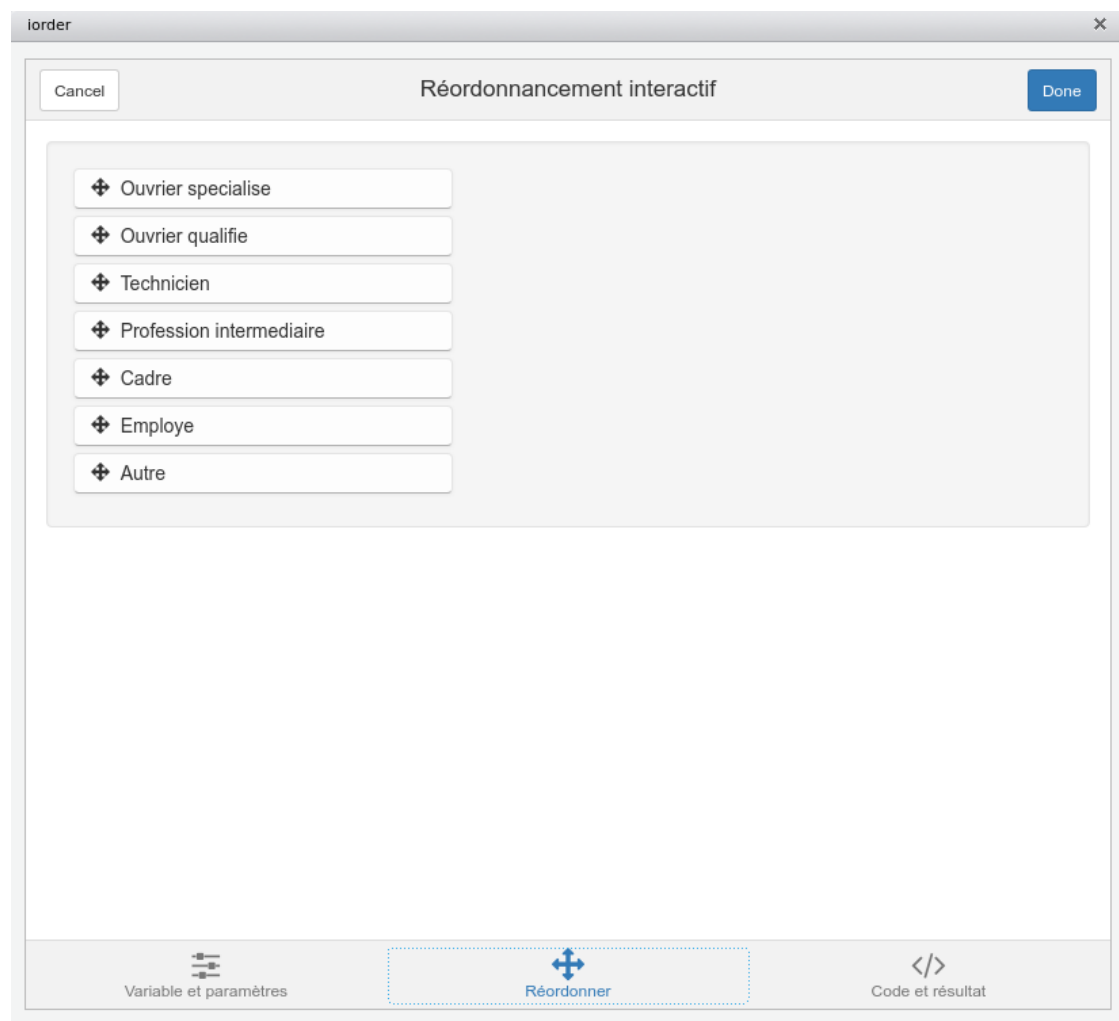 iorder
Cancel
Réordonnancement interactif
Done
Ouvrier specialise
Ouvrier qualifie
Technicien
Profession intermediaire
Cadre
Employe
Autre
Variable et paramètres
Réordonner
Code et résultat